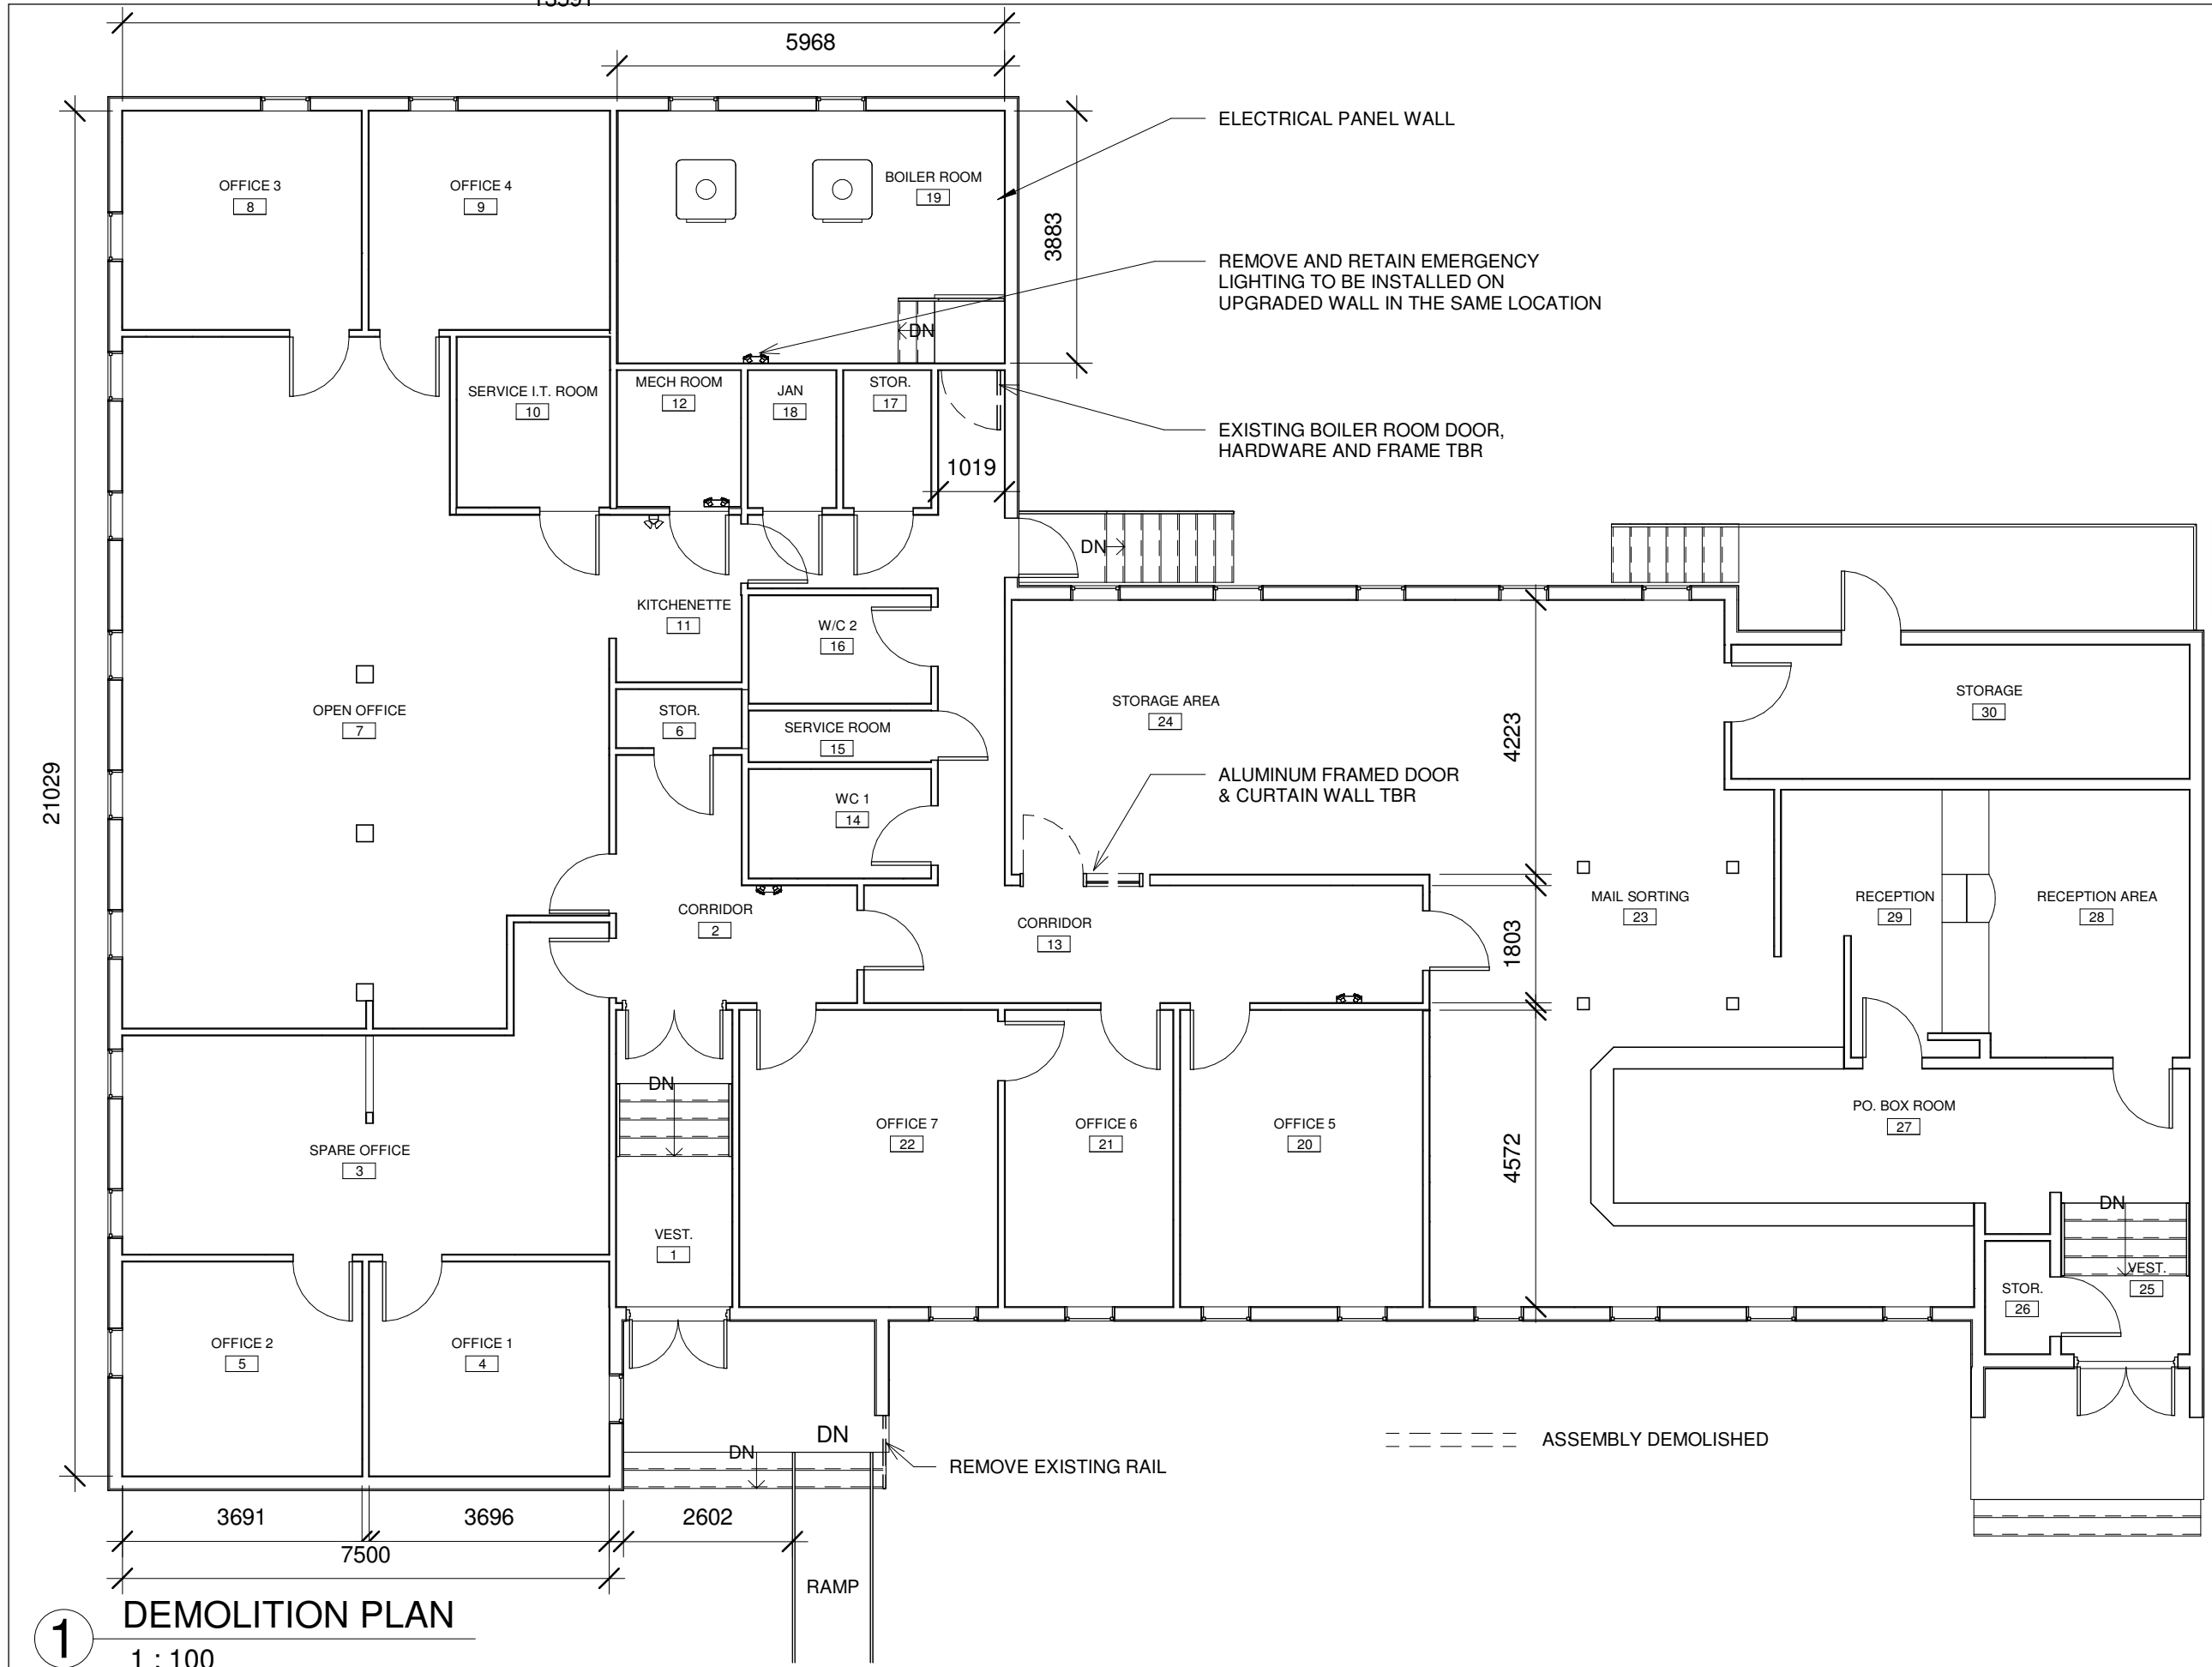 13591
5968
ELECTRICAL PANEL WALL
OFFICE 3
8
OFFICE 4
9
BOILER ROOM
19
3883
REMOVE AND RETAIN EMERGENCY
LIGHTING TO BE INSTALLED ON
UPGRADED WALL IN THE SAME LOCATION
DN
SERVICE I.T. ROOM
10
MECH ROOM
12
JAN
18
STOR.
17
EXISTING BOILER ROOM DOOR,
HARDWARE AND FRAME TBR
1019
DN
KITCHENETTE
11
W/C 2
16
STORAGE AREA
24
STORAGE
30
OPEN OFFICE
7
STOR.
6
SERVICE ROOM
15
4223
21029
ALUMINUM FRAMED DOOR
& CURTAIN WALL TBR
WC 1
14
CORRIDOR
2
CORRIDOR
13
1803
MAIL SORTING
23
RECEPTION
29
RECEPTION AREA
28
DN
OFFICE 7
22
OFFICE 6
21
OFFICE 5
20
4572
PO. BOX ROOM
27
SPARE OFFICE
3
DN
VEST.
1
VEST.
25
STOR.
26
OFFICE 2
5
OFFICE 1
4
DN
DN
REMOVE EXISTING RAIL
ASSEMBLY DEMOLISHED
3691
3696
2602
7500
RAMP
1
DEMOLITION PLAN
1 : 100